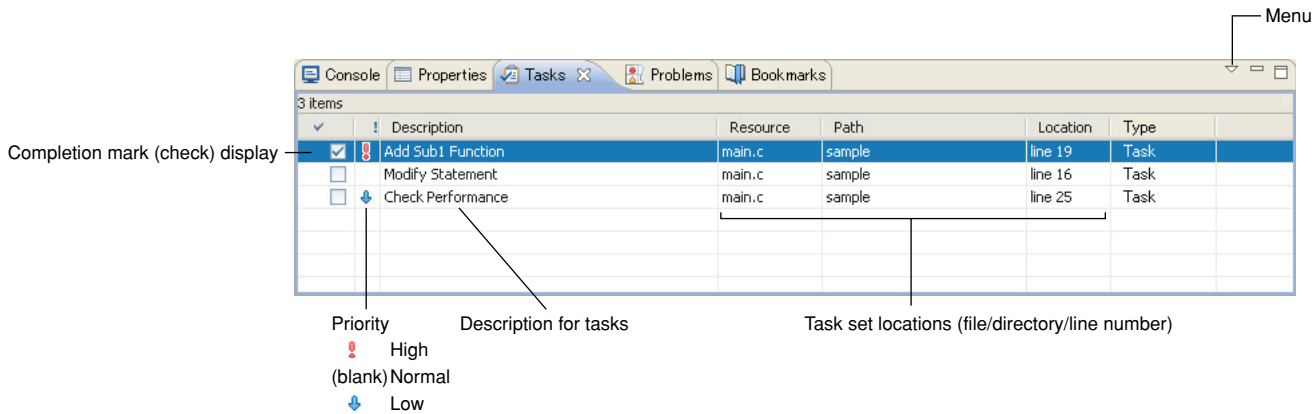 Menu
Console Properties Tasks Problems Bookmarks
3 items
! Description Resource Path Location Type
Completion mark (check) display
Add Sub1 Function main.c sample line 19 Task
Modify Statement main.c sample line 16 Task
Check Performance main.c sample line 25 Task
Priority Description for tasks Task set locations (file/directory/line number)
High
(blank) Normal
Low